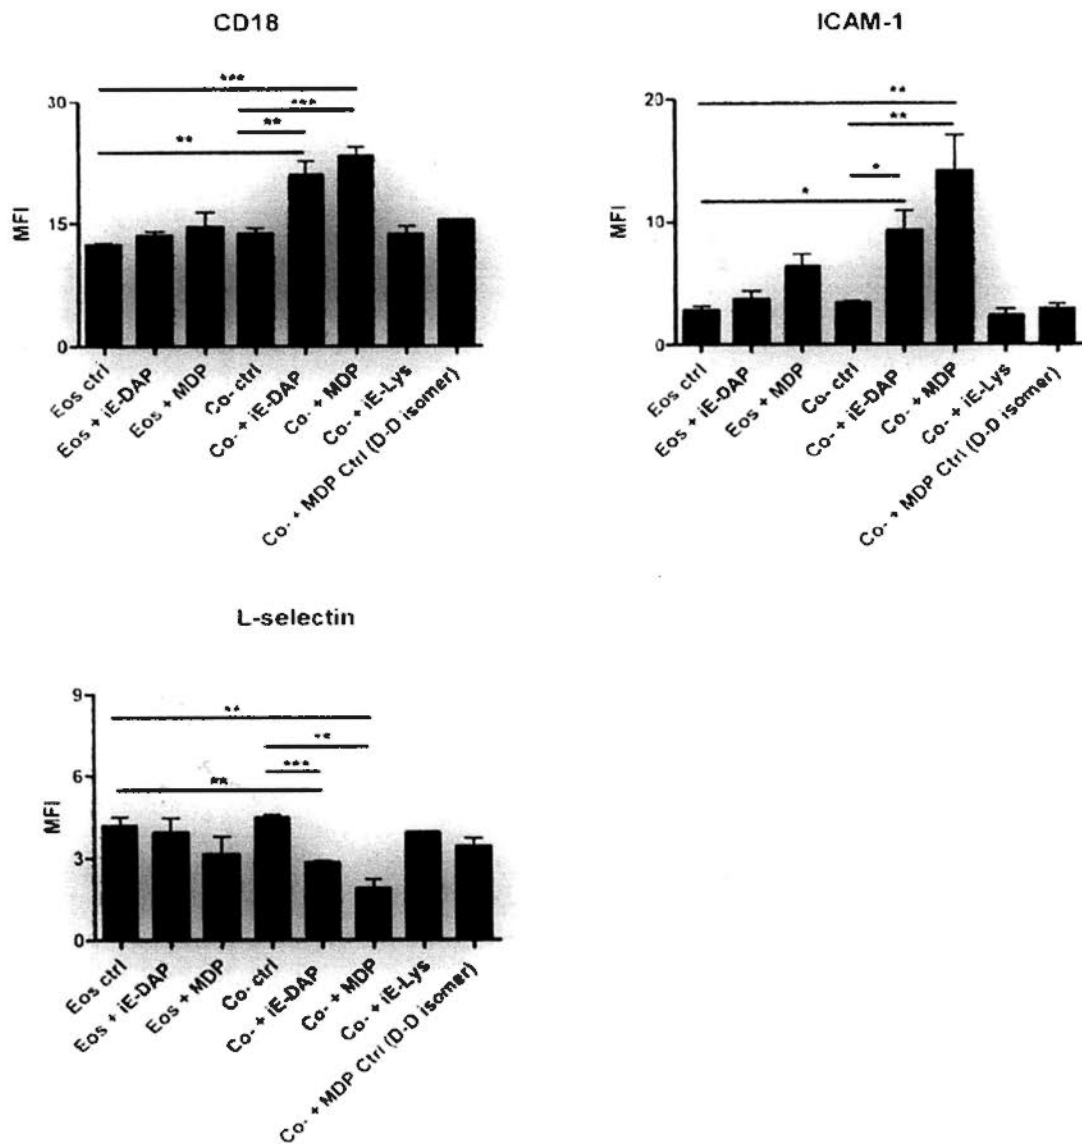 CD18
***
***
**
**
30
15
0
MFI
Eos ctrl
Eos + iE-DAP
Eos + MDP
Co- ctrl
Co- + iE-DAP
Co- + MDP
Co- + iE-Lys
Co- + MDP Ctrl (D-D isomer)
ICAM-1
**
**
*
*
20
10
0
MFI
Eos ctrl
Eos + iE-DAP
Eos + MDP
Co- ctrl
Co- + iE-DAP
Co- + MDP
Co- + iE-Lys
Co- + MDP Ctrl (D-D isomer)
L-selectin
**
**
***
**
9
6
3
0
MFI
Eos ctrl
Eos + iE-DAP
Eos + MDP
Co- ctrl
Co- + iE-DAP
Co- + MDP
Co- + iE-Lys
Co- + MDP Ctrl (D-D isomer)